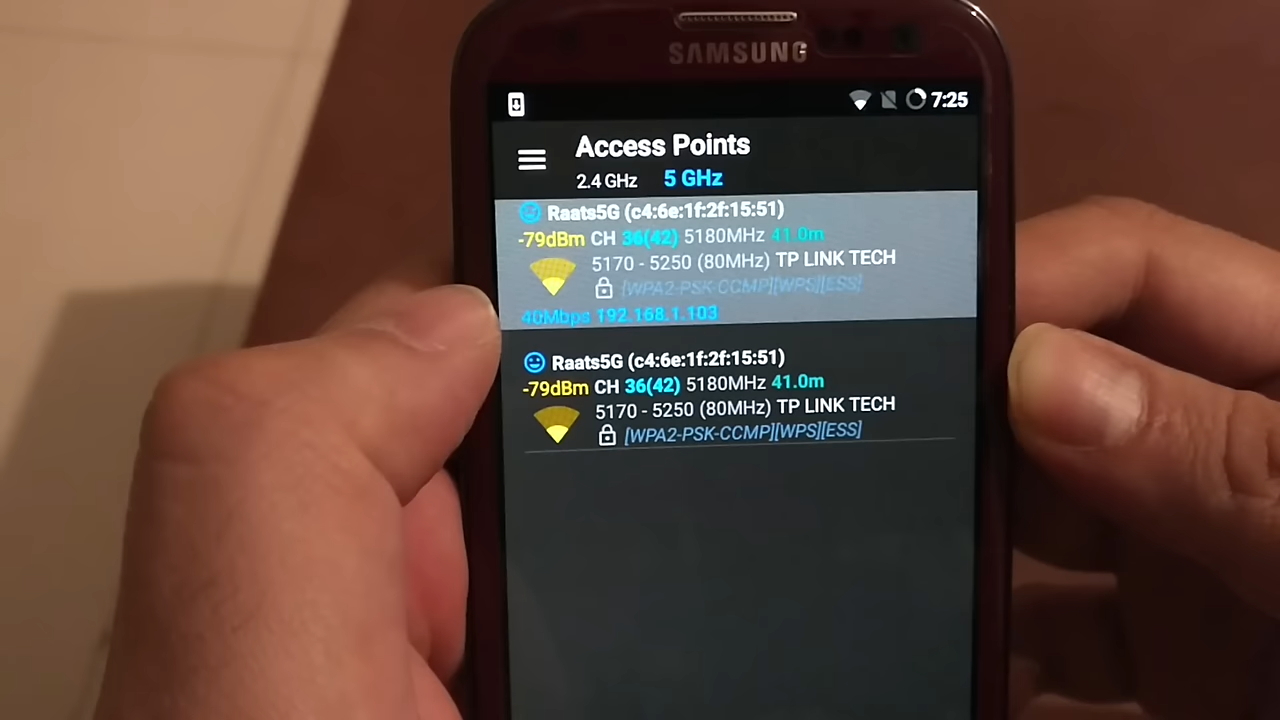 SAMSUNG
7:25
Access Points
2.4 GHz 5 GHz
Raats5G (c4:6e:1f:2f:15:51)
-79dBm CH 36(42) 5180MHz 41.0m
5170 - 5250 (80MHz) TP LINK TECH
[WPA2-PSK-CCMP][WPS][ESS]
40Mbps 192.168.1.103
Raats5G (c4:6e:1f:2f:15:51)
-79dBm CH 36(42) 5180MHz 41.0m
5170 - 5250 (80MHz) TP LINK TECH
[WPA2-PSK-CCMP][WPS][ESS]